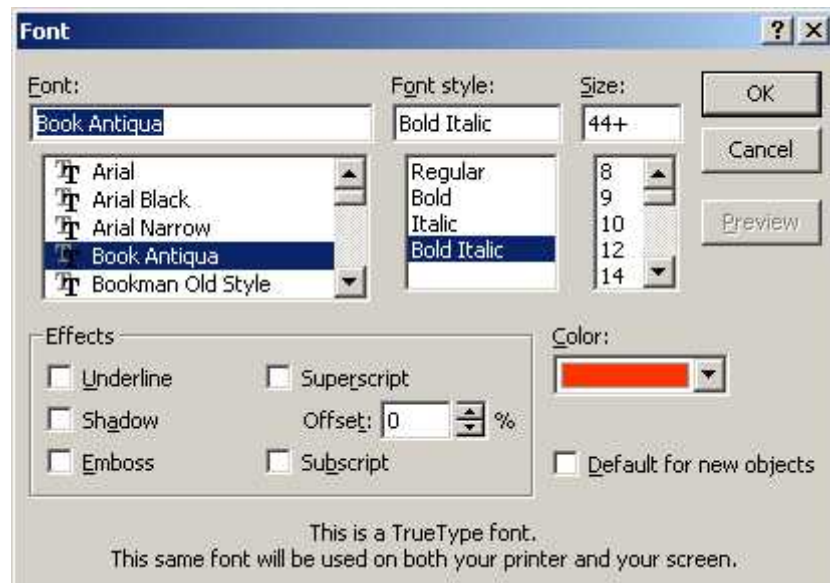 Font
Font: Font style: Size:
Book Antiqua Bold Italic 44+ OK
Cancel
Arial Regular 8
Arial Black Bold 9
Arial Narrow Italic 10 Preview
Book Antiqua Bold Italic 12
Bookman Old Style 14
Effects Color:
Underline Superscript
Shadow Offset: 0 %
Emboss Subscript Default for new objects
This is a TrueType font.
This same font will be used on both your printer and your screen.